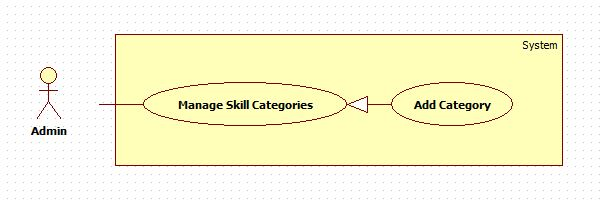 System
Manage Skill Categories
Add Category
Admin